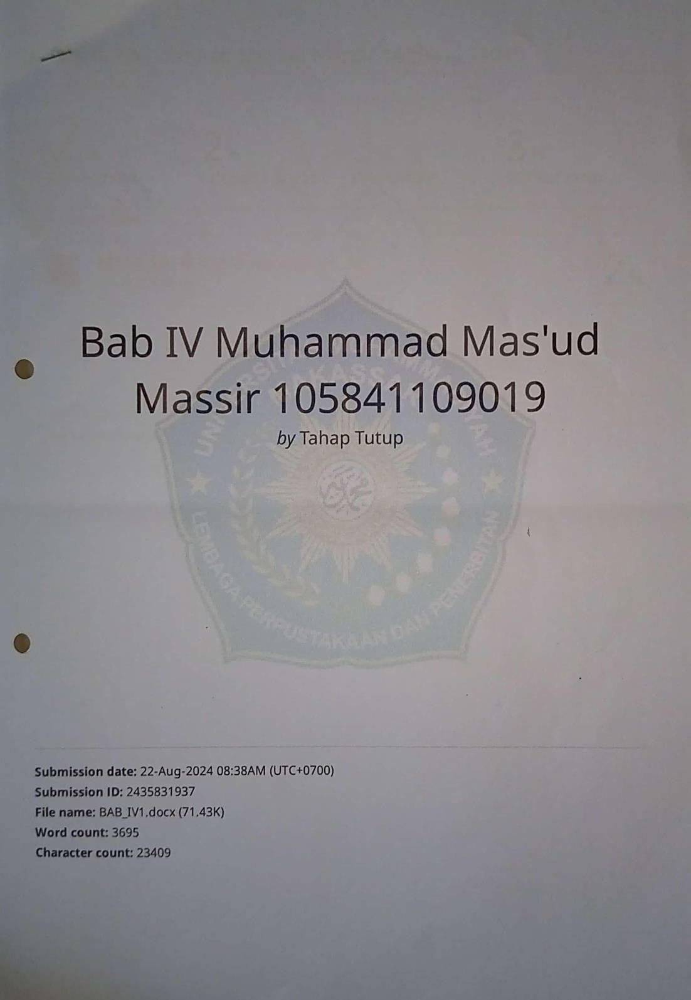 Bab IV Muhammad Mas'ud
Massir 105841109019
by Tahap Tutup
UNIVERSITAS MUHAMMADIYAH
MAKASSAR
LEMBAGA PERPUSTAKAAN DAN PENERBITAN
Submission date: 22-Aug-2024 08:38AM (UTC+0700)
Submission ID: 2435831937
File name: BAB_IV1.docx (71.43K)
Word count: 3695
Character count: 23409